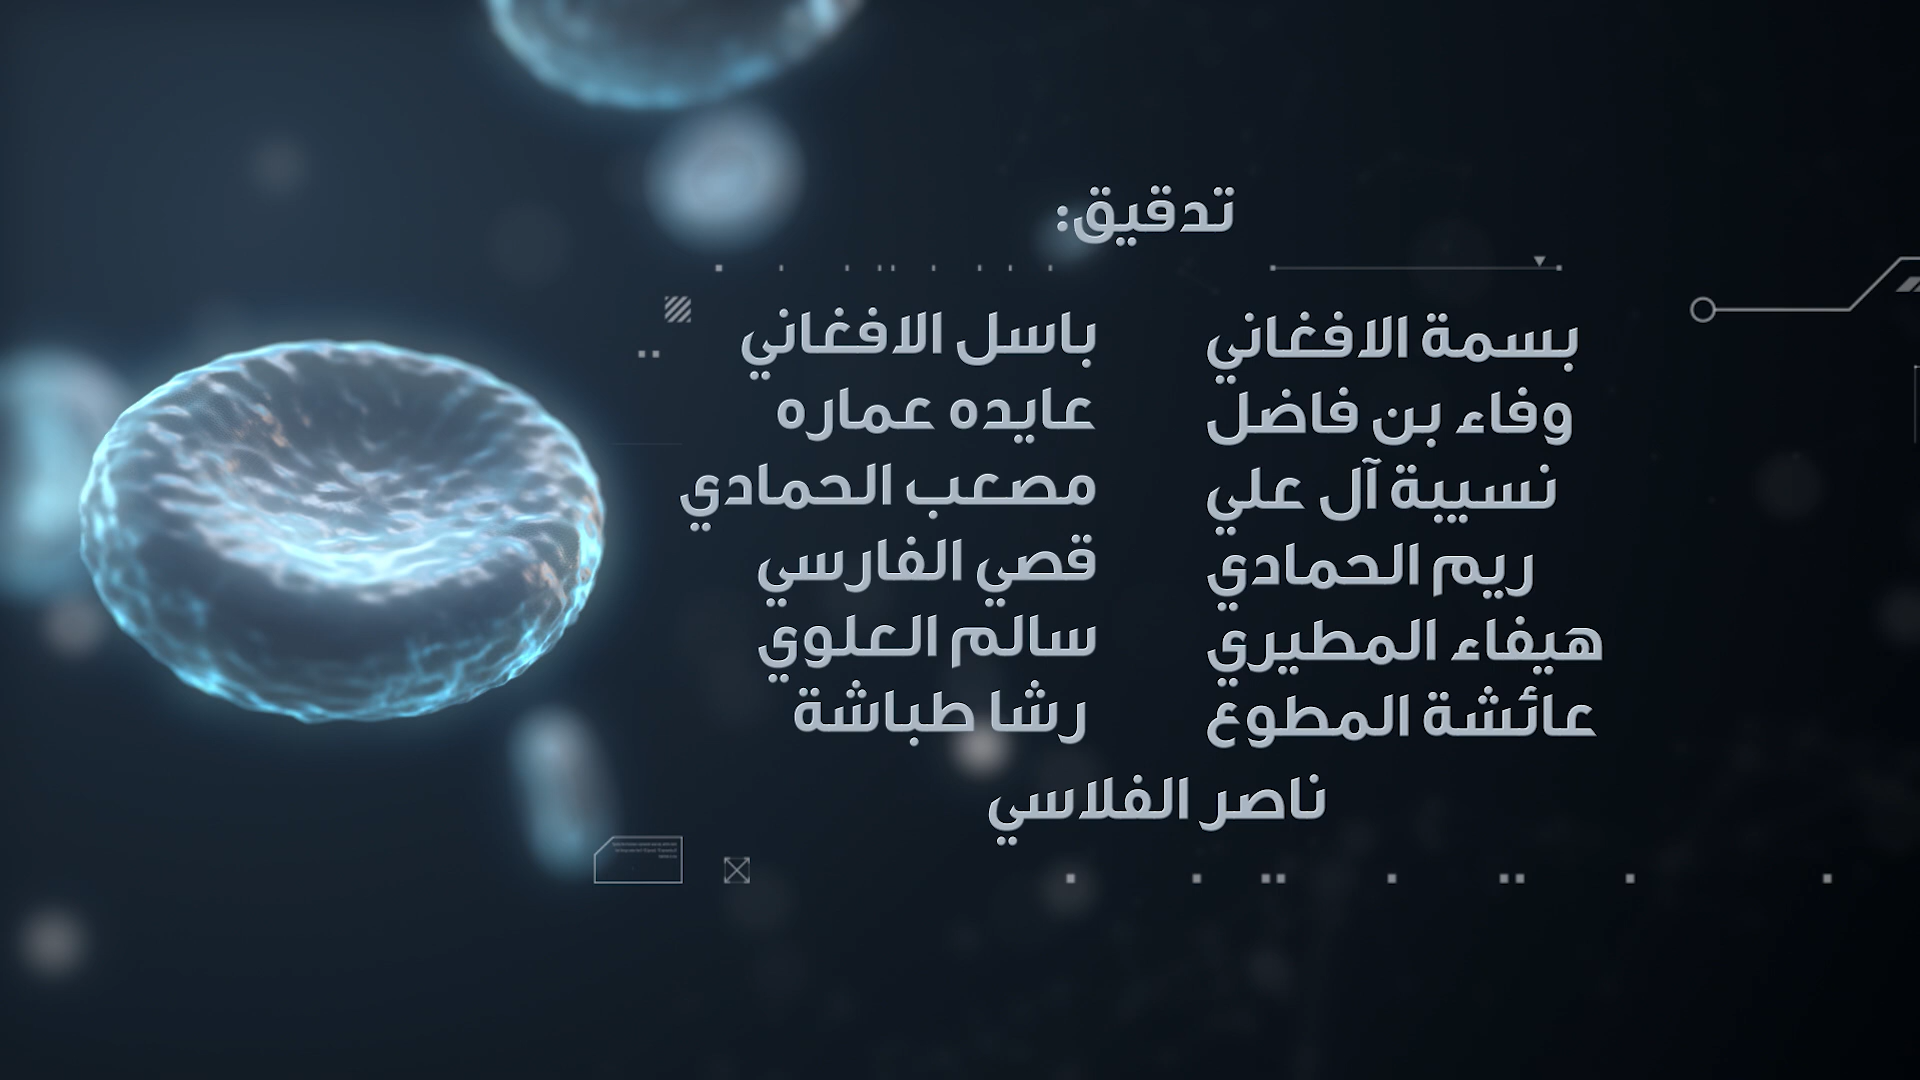 تدقيق:
بسمة الافغاني
وفاء بن فاضل
نسيبة آل علي
ريم الحمادي
هيفاء المطيري
عائشة المطوع
باسل الافغاني
عايده عماره
مصعب الحمادي
قصي الفارسي
سالم العلوي
رشا طباشة
ناصر الفلاسي